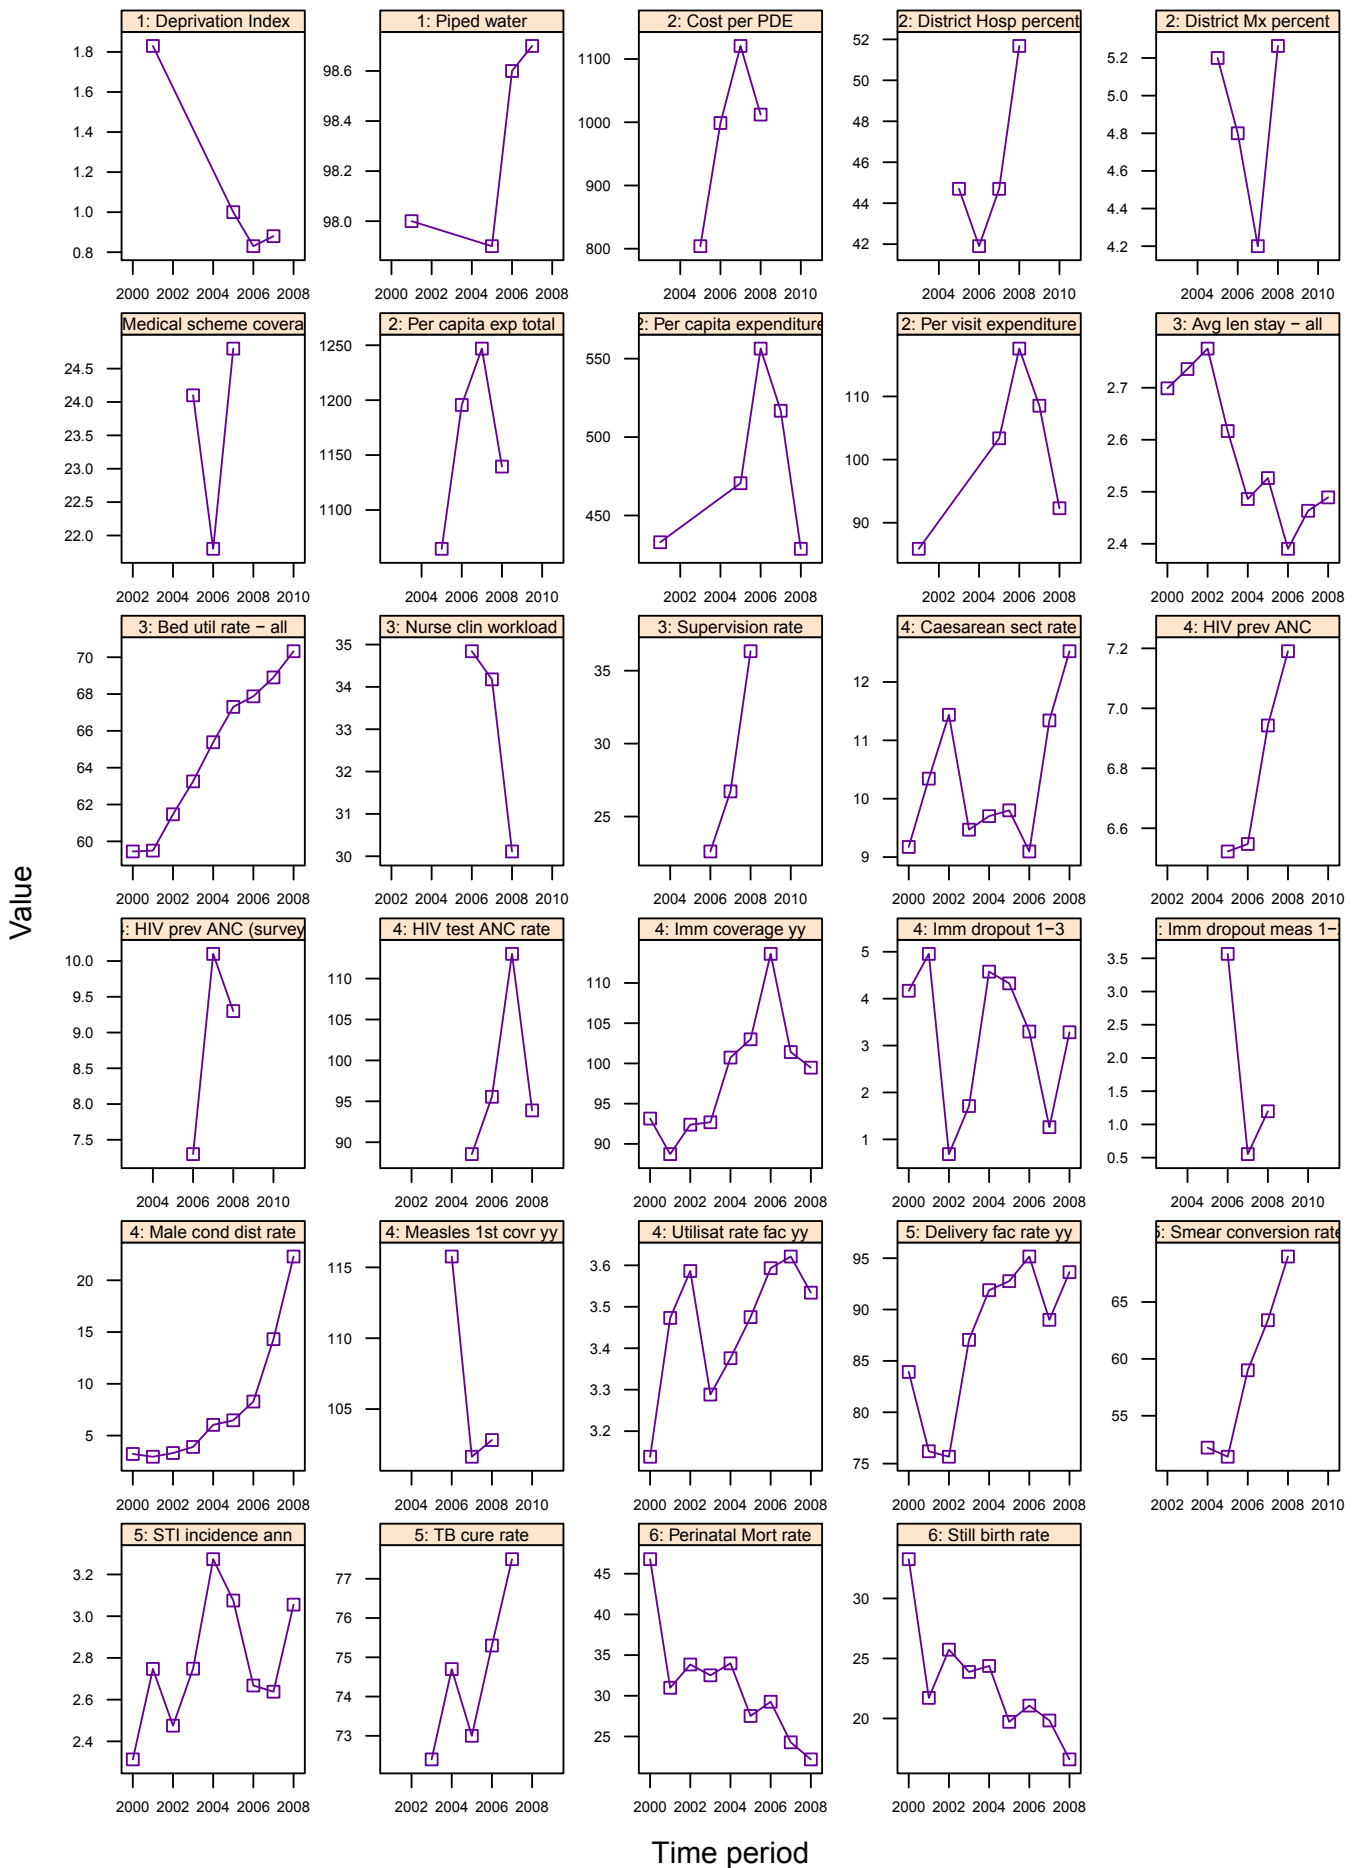 1: Deprivation Index 1: Piped water 2: Cost per PDE 2: District Hosp percent 2: District Mx percent
1.8 1.6 1.4 1.2 1.0 0.8
98.6 98.4 98.2 98.0
1100 1000 900 800
52 50 48 46 44 42
5.2 5.0 4.8 4.6 4.4 4.2
2000 2002 2004 2006 2008 2000 2002 2004 2006 2008 2004 2006 2008 2010 2004 2006 2008 2010 2004 2006 2008 2010
Medical scheme covera 2: Per capita exp total 2: Per capita expenditure 2: Per visit expenditure 3: Avg len stay − all
24.5 24.0 23.5 23.0 22.5 22.0
1250 1200 1150 1100
550 500 450
110 100 90
2.7 2.6 2.5 2.4
2002 2004 2006 2008 2010 2004 2006 2008 2010 2002 2004 2006 2008 2002 2004 2006 2008 2000 2002 2004 2006 2008
3: Bed util rate − all 3: Nurse clin workload 3: Supervision rate 4: Caesarean sect rate 4: HIV prev ANC
70 68 66 64 62 60
35 34 33 32 31 30
35 30 25
12 11 10 9
7.2 7.0 6.8 6.6
2000 2002 2004 2006 2008 2004 2006 2008 2010 2004 2006 2008 2010 2000 2002 2004 2006 2008 2004 2006 2008 2010
Value
: HIV prev ANC (survey 4: HIV test ANC rate 4: Imm coverage yy 4: Imm dropout 1−3 : Imm dropout meas 1−
10.0 9.5 9.0 8.5 8.0 7.5
110 105 100 95 90
110 105 100 95 90
5 4 3 2 1
3.5 3.0 2.5 2.0 1.5 1.0 0.5
2004 2006 2008 2010 2002 2004 2006 2008 2000 2002 2004 2006 2008 2000 2002 2004 2006 2008 2004 2006 2008 2010
4: Male cond dist rate 4: Measles 1st covr yy 4: Utilisat rate fac yy 5: Delivery fac rate yy 5: Smear conversion rate
20 15 10 5
115 110 105
3.6 3.5 3.4 3.3 3.2
95 90 85 80 75
65 60 55
2000 2002 2004 2006 2008 2004 2006 2008 2010 2000 2002 2004 2006 2008 2000 2002 2004 2006 2008 2002 2004 2006 2008 2010
5: STI incidence ann 5: TB cure rate 6: Perinatal Mort rate 6: Still birth rate
3.2 3.0 2.8 2.6 2.4
77 76 75 74 73
45 40 35 30 25
30 25 20
2000 2002 2004 2006 2008 2002 2004 2006 2008 2000 2002 2004 2006 2008 2000 2002 2004 2006 2008
Time period